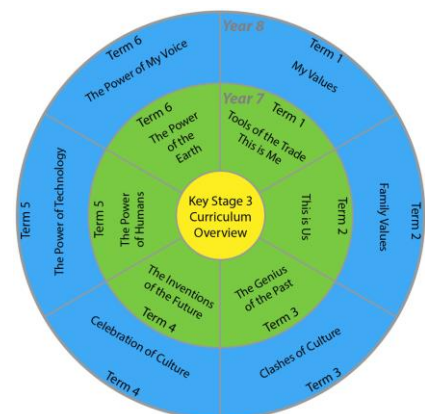 Year 8
Term 1
My Values
Term 2
Family Values
Clashes of Culture
Term 3
Celebration of Culture
Term 4
Term 5
The Power of Technology
Term 6
The Power of My Voice
Year 7
Term 1
Tools of the Trade
This is Me
Term 2
This is Us
The Genius
of the Past
Term 3
The Inventions
of the Future
Term 4
Term 5
The Power
of Humans
Term 6
The Power
of the
Earth
Key Stage 3
Curriculum
Overview